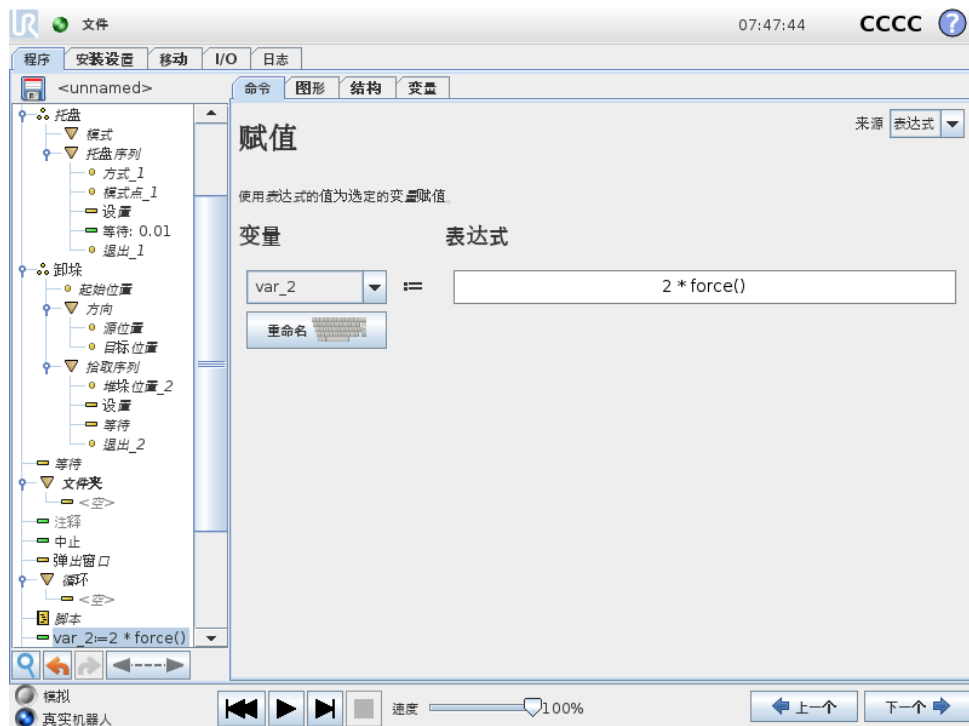 UR 文件 07:47:44 CCCC ?
程序 安装设置 移动 I/O 日志
<unnamed>
命令 图形 结构 变量
托盘
模式
托盘序列
方式_1
模式点_1
设置
等待: 0.01
退出_1
卸垛
起始位置
方向
源位置
目标位置
拾取序列
堆垛位置_2
设置
等待
退出_2
等待
文件夹
<空>
注释
中止
弹出窗口
循环
<空>
脚本
var_2:=2 * force()
赋值
来源 表达式
使用表达式的值为选定的变量赋值。
变量 表达式
var_2 := 2 * force()
重命名
模拟
真实机器人
速度 100%
上一个 下一个